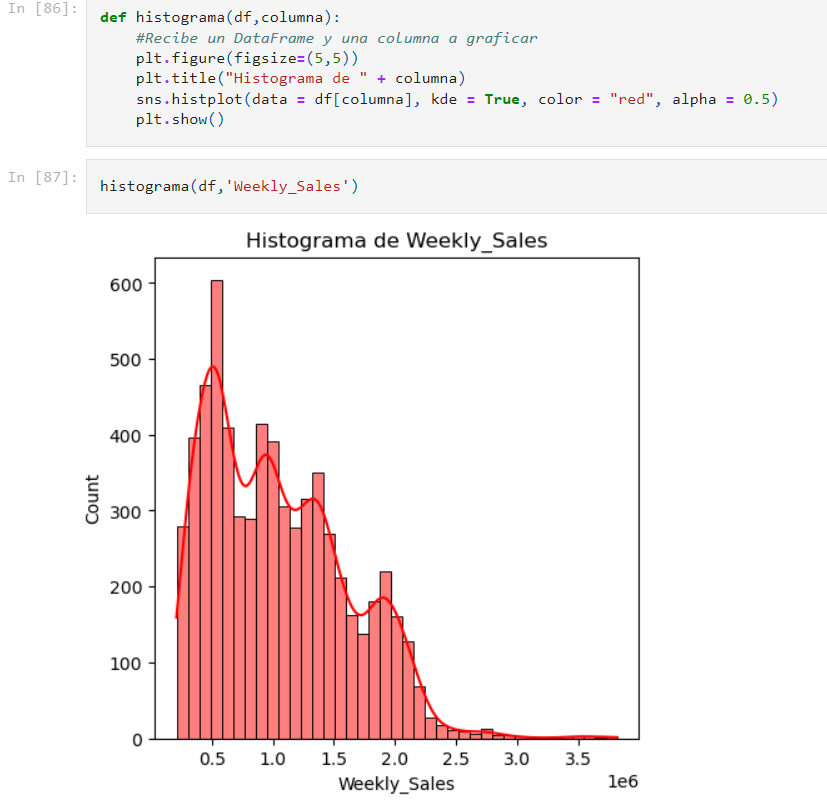 In [86]:
def histograma(df,columna):
#Recibe un DataFrame y una columna a graficar
plt.figure(figsize=(5,5))
plt.title("Histograma de " + columna)
sns.histplot(data = df[columna], kde = True, color = "red", alpha = 0.5)
plt.show()
In [87]:
histograma(df,'Weekly_Sales')
Histograma de Weekly_Sales
600
500
400
300
200
100
0
Count
0.5 1.0 1.5 2.0 2.5 3.0 3.5
1e6
Weekly_Sales